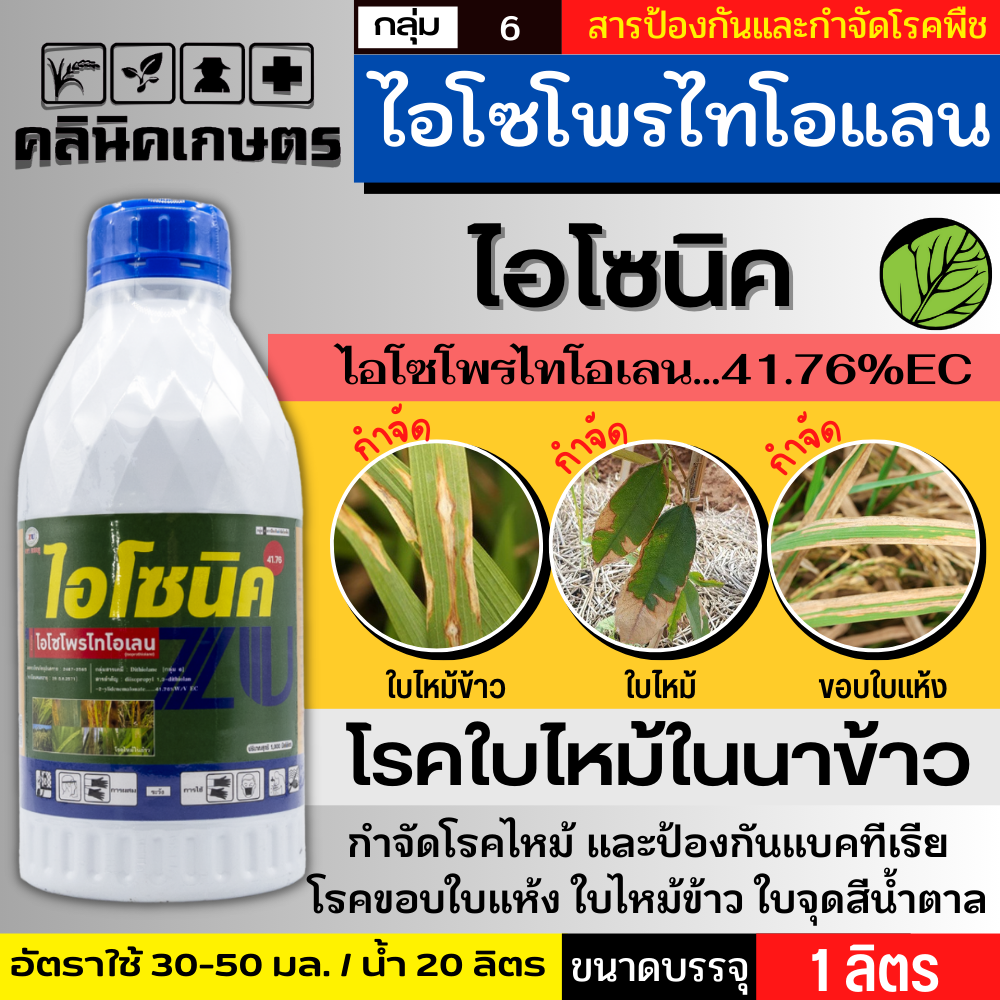 กลุ่ม 6 สารป้องกันและกำจัดโรคพืช
ไอโซโพรไทโอแลน
คลินิคเกษตร
ไอโซนิค
ไอโซโพรไทโอเลน...41.76%EC
กำจัด
กำจัด
กำจัด
ใบไหม้ข้าว
ใบไหม้
ขอบใบแห้ง
ไอโซนิค
41.76
ไอโซโพรไทโอเลน
โรคใบไหม้ในนาข้าว
กำจัดโรคไหม้ และป้องกันแบคทีเรีย
โรคขอบใบแห้ง ใบไหม้ข้าว ใบจุดสีน้ำตาล
อัตราใช้ 30-50 มล. / น้ำ 20 ลิตร
ขนาดบรรจุ
1 ลิตร